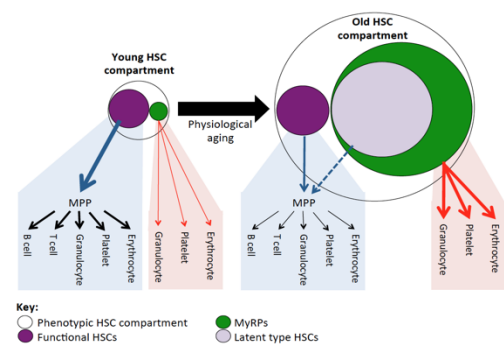 Young HSC
compartment
Old HSC
compartment
Physiological
aging
MPP
B cell
T cell
Granulocyte
Platelet
Erythrocyte
Granulocyte
Platelet
Erythrocyte
MPP
B cell
T cell
Granulocyte
Platelet
Erythrocyte
Granulocyte
Platelet
Erythrocyte
Key:
Phenotypic HSC compartment
MyRPs
Functional HSCs
Latent type HSCs